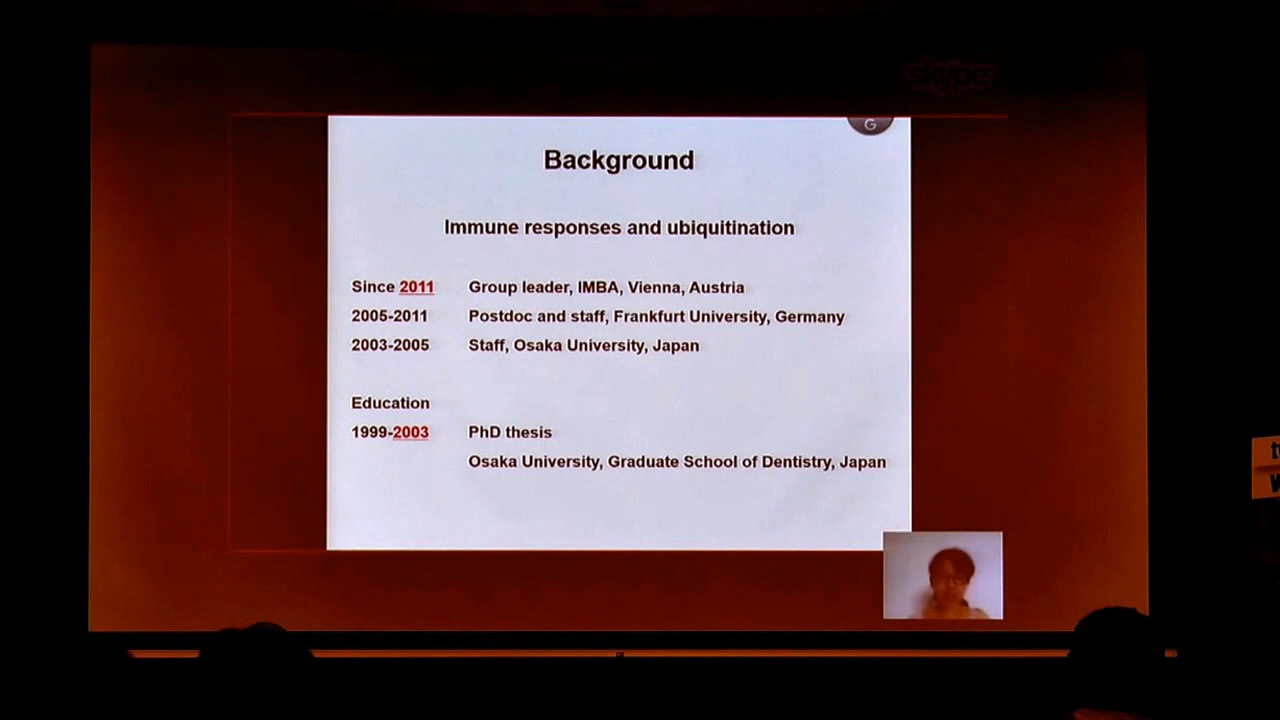 skype
G
Background
Immune responses and ubiquitination
Since 2011 Group leader, IMBA, Vienna, Austria
2005-2011 Postdoc and staff, Frankfurt University, Germany
2003-2005 Staff, Osaka University, Japan
Education
1999-2003 PhD thesis
Osaka University, Graduate School of Dentistry, Japan